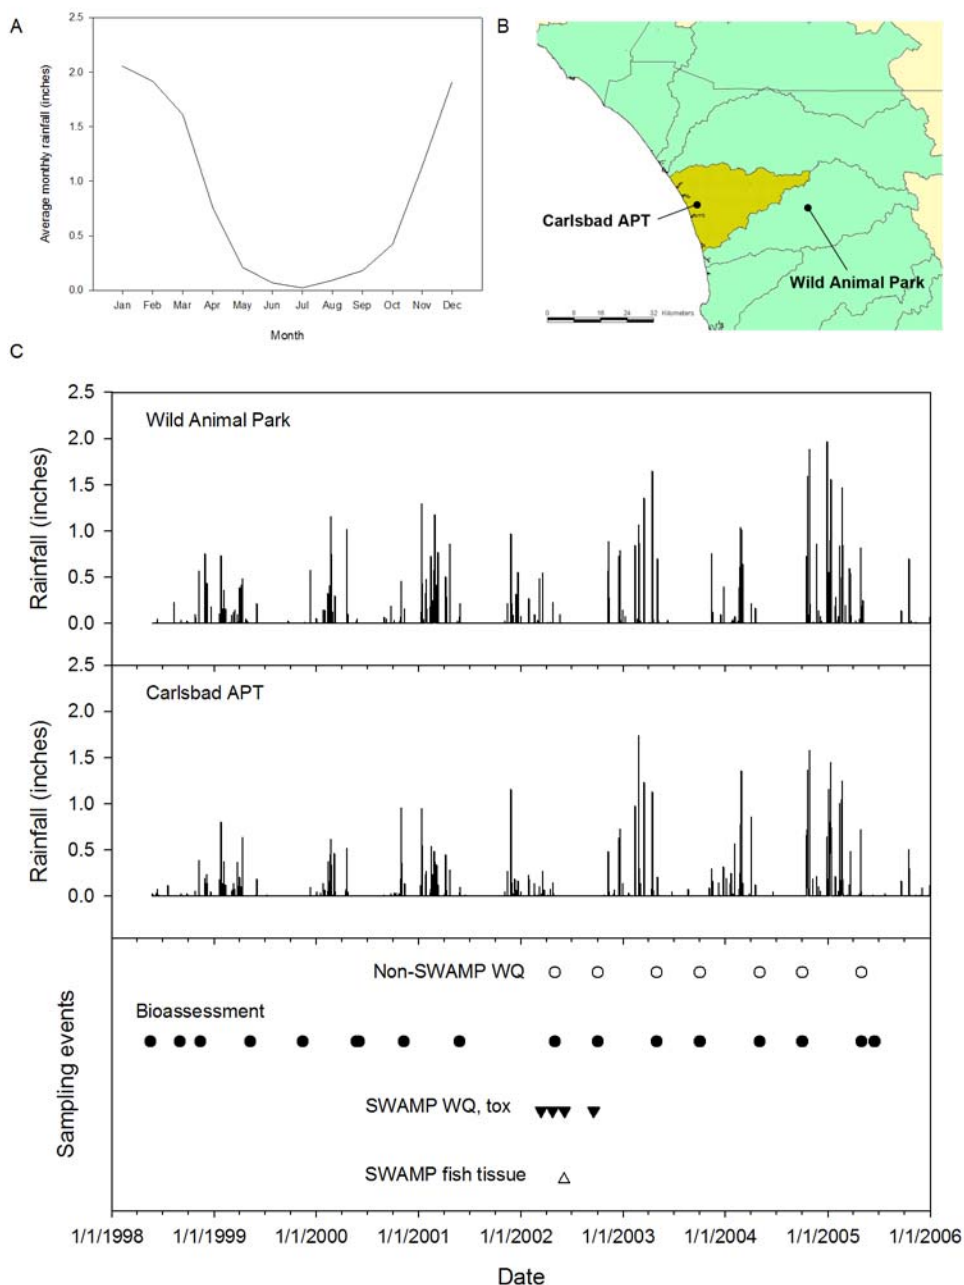 A
Average monthly rainfall (inches)
2.5
2.0
1.5
1.0
0.5
0.0
Jan Feb Mar Apr May Jun Jul Aug Sep Oct Nov Dec
Month
B
Carlsbad APT
Wild Animal Park
0 8 16 24 32 Kilometers
C
Rainfall (inches)
2.5
2.0
1.5
1.0
0.5
0.0
Wild Animal Park
Rainfall (inches)
2.5
2.0
1.5
1.0
0.5
0.0
Carlsbad APT
Sampling events
Non-SWAMP WQ
Bioassessment
SWAMP WQ, tox
SWAMP fish tissue
1/1/1998 1/1/1999 1/1/2000 1/1/2001 1/1/2002 1/1/2003 1/1/2004 1/1/2005 1/1/2006
Date